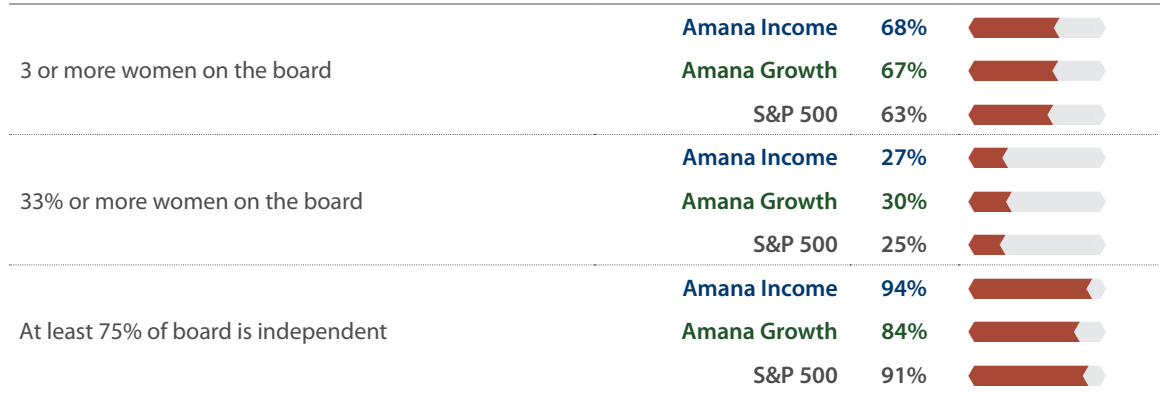 Amana Income 68%
3 or more women on the board Amana Growth 67%
S&P 500 63%
Amana Income 27%
33% or more women on the board Amana Growth 30%
S&P 500 25%
Amana Income 94%
At least 75% of board is independent Amana Growth 84%
S&P 500 91%